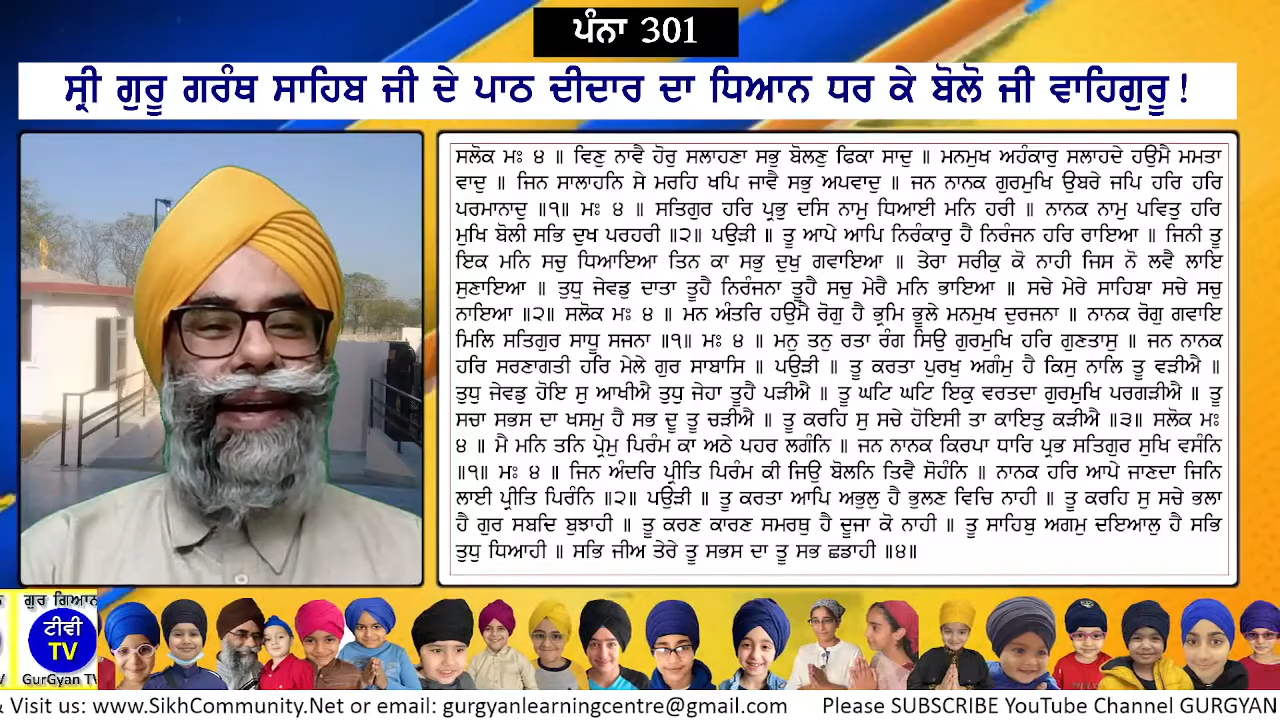 ਪੰਨਾ 301
ਸ੍ਰੀ ਗੁਰੂ ਗਰੰਥ ਸਾਹਿਬ ਜੀ ਦੇ ਪਾਠ ਦੀਦਾਰ ਦਾ ਧਿਆਨ ਧਰ ਕੇ ਬੋਲੋ ਜੀ ਵਾਹਿਗੁਰੂ!
ਸਲੋਕ ਮਃ ੪ ॥ ਵਿਣੁ ਨਾਵੈ ਹੋਰੁ ਸਲਾਹਣਾ ਸਭੁ ਬੋਲਣੁ ਫਿਕਾ ਸਾਦੁ ॥ ਮਨਮੁਖ ਅਹੰਕਾਰੁ ਸਲਾਹਦੇ ਹਉਮੈ ਮਮਤਾ
ਵਾਦੁ ॥ ਜਿਨ ਸਾਲਾਹਨਿ ਸੇ ਮਰਹਿ ਖਪਿ ਜਾਵੈ ਸਭੁ ਅਪਵਾਦੁ ॥ ਜਨ ਨਾਨਕ ਗੁਰਮੁਖਿ ਉਬਰੇ ਜਪਿ ਹਰਿ ਹਰਿ
ਪਰਮਾਨਾਦੁ ॥੧॥ ਮਃ ੪ ॥ ਸਤਿਗੁਰ ਹਰਿ ਪ੍ਰਭੁ ਦਸਿ ਨਾਮੁ ਧਿਆਈ ਮਨਿ ਹਰੀ ॥ ਨਾਨਕ ਨਾਮੁ ਪਵਿਤੁ ਹਰਿ
ਮੁਖਿ ਬੋਲੀ ਸਭਿ ਦੁਖ ਪਰਹਰੀ ॥੨॥ ਪਉੜੀ ॥ ਤੂ ਆਪੇ ਆਪਿ ਨਿਰੰਕਾਰੁ ਹੈ ਨਿਰੰਜਨ ਹਰਿ ਰਾਇਆ ॥ ਜਿਨੀ ਤੂ
ਇਕ ਮਨਿ ਸਚੁ ਧਿਆਇਆ ਤਿਨ ਕਾ ਸਭੁ ਦੁਖੁ ਗਵਾਇਆ ॥ ਤੇਰਾ ਸਰੀਕੁ ਕੋ ਨਾਹੀ ਜਿਸ ਨੋ ਲਵੈ ਲਾਇ
ਸੁਣਾਇਆ ॥ ਤੁਧੁ ਜੇਵਡੁ ਦਾਤਾ ਤੂਹੈ ਨਿਰੰਜਨਾ ਤੂਹੈ ਸਚੁ ਮੇਰੈ ਮਨਿ ਭਾਇਆ ॥ ਸਚੇ ਮੇਰੇ ਸਾਹਿਬਾ ਸਚੇ ਸਚੁ
ਨਾਇਆ ॥੨॥ ਸਲੋਕ ਮਃ ੪ ॥ ਮਨ ਅੰਤਰਿ ਹਉਮੈ ਰੋਗੁ ਹੈ ਭ੍ਰਮਿ ਭੂਲੇ ਮਨਮੁਖ ਦੁਰਜਨਾ ॥ ਨਾਨਕ ਰੋਗੁ ਗਵਾਇ
ਮਿਲਿ ਸਤਿਗੁਰ ਸਾਧੂ ਸਜਨਾ ॥੧॥ ਮਃ ੪ ॥ ਮਨੁ ਤਨੁ ਰਤਾ ਰੰਗ ਸਿਉ ਗੁਰਮੁਖਿ ਹਰਿ ਗੁਣਤਾਸੁ ॥ ਜਨ ਨਾਨਕ
ਹਰਿ ਸਰਣਾਗਤੀ ਹਰਿ ਮੇਲੇ ਗੁਰ ਸਾਬਾਸਿ ॥ ਪਉੜੀ ॥ ਤੂ ਕਰਤਾ ਪੁਰਖੁ ਅਗੰਮੁ ਹੈ ਕਿਸੁ ਨਾਲਿ ਤੂ ਵੜੀਐ ॥
ਤੁਧੁ ਜੇਵਡੁ ਹੋਇ ਸੁ ਆਖੀਐ ਤੁਧੁ ਜੇਹਾ ਤੂਹੈ ਪੜੀਐ ॥ ਤੂ ਘਟਿ ਘਟਿ ਇਕੁ ਵਰਤਦਾ ਗੁਰਮੁਖਿ ਪਰਗੜੀਐ ॥ ਤੂ
ਸਚਾ ਸਭਸ ਦਾ ਖਸਮੁ ਹੈ ਸਭ ਦੂ ਤੂ ਚੜੀਐ ॥ ਤੂ ਕਰਹਿ ਸੁ ਸਚੇ ਹੋਇਸੀ ਤਾ ਕਾਇਤੁ ਕੜੀਐ ॥੩॥ ਸਲੋਕ ਮਃ
੪ ॥ ਮੈ ਮਨਿ ਤਨਿ ਪ੍ਰੇਮੁ ਪਿਰੰਮ ਕਾ ਅਠੇ ਪਹਰ ਲਗੰਨਿ ॥ ਜਨ ਨਾਨਕ ਕਿਰਪਾ ਧਾਰਿ ਪ੍ਰਭ ਸਤਿਗੁਰ ਸੁਖਿ ਵਸੰਨਿ
॥੧॥ ਮਃ ੪ ॥ ਜਿਨ ਅੰਦਰਿ ਪ੍ਰੀਤਿ ਪਿਰੰਮ ਕੀ ਜਿਉ ਬੋਲਨਿ ਤਿਵੈ ਸੋਹੰਨਿ ॥ ਨਾਨਕ ਹਰਿ ਆਪੇ ਜਾਣਦਾ ਜਿਨਿ
ਲਾਈ ਪ੍ਰੀਤਿ ਪਿਰੰਨਿ ॥੨॥ ਪਉੜੀ ॥ ਤੂ ਕਰਤਾ ਆਪਿ ਅਭੁਲੁ ਹੈ ਭੁਲਣ ਵਿਚਿ ਨਾਹੀ ॥ ਤੂ ਕਰਹਿ ਸੁ ਸਚੇ ਭਲਾ
ਹੈ ਗੁਰ ਸਬਦਿ ਬੁਝਾਹੀ ॥ ਤੂ ਕਰਣ ਕਾਰਣ ਸਮਰਥੁ ਹੈ ਦੂਜਾ ਕੋ ਨਾਹੀ ॥ ਤੂ ਸਾਹਿਬੁ ਅਗਮੁ ਦਇਆਲੁ ਹੈ ਸਭਿ
ਤੁਧੁ ਧਿਆਹੀ ॥ ਸਭਿ ਜੀਅ ਤੇਰੇ ਤੂ ਸਭਸ ਦਾ ਤੂ ਸਭ ਛਡਾਹੀ ॥੪॥
ਗੁਰ ਗਿਆਨ
ਟੀਵੀ
TV
GurGyan TV
& Visit us: www.SikhCommunity.Net or email: gurgyanlearningcentre@gmail.com Please SUBSCRIBE YouTube Channel GURGYAN